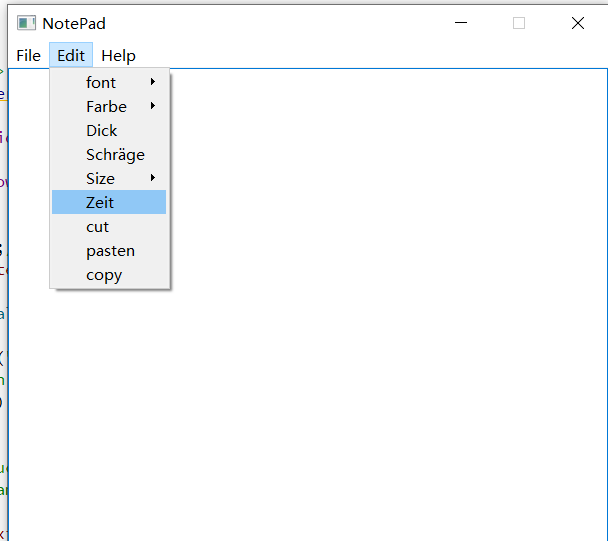 NotePad
File Edit Help
font
Farbe
Dick
Schräge
Size
Zeit
cut
pasten
copy